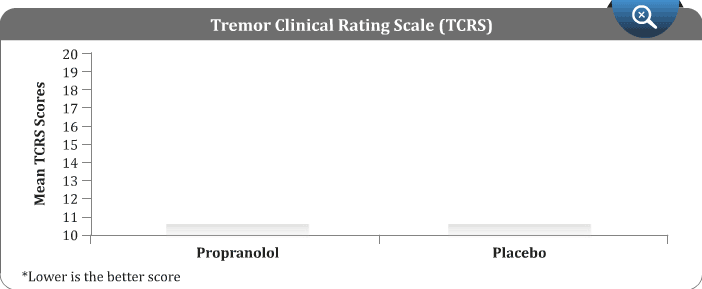 Tremor Clinical Rating Scale (TCRS)
Mean TCRS Scores
20
19
18
17
16
15
14
13
12
11
10
Propranolol
Placebo
*Lower is the better score